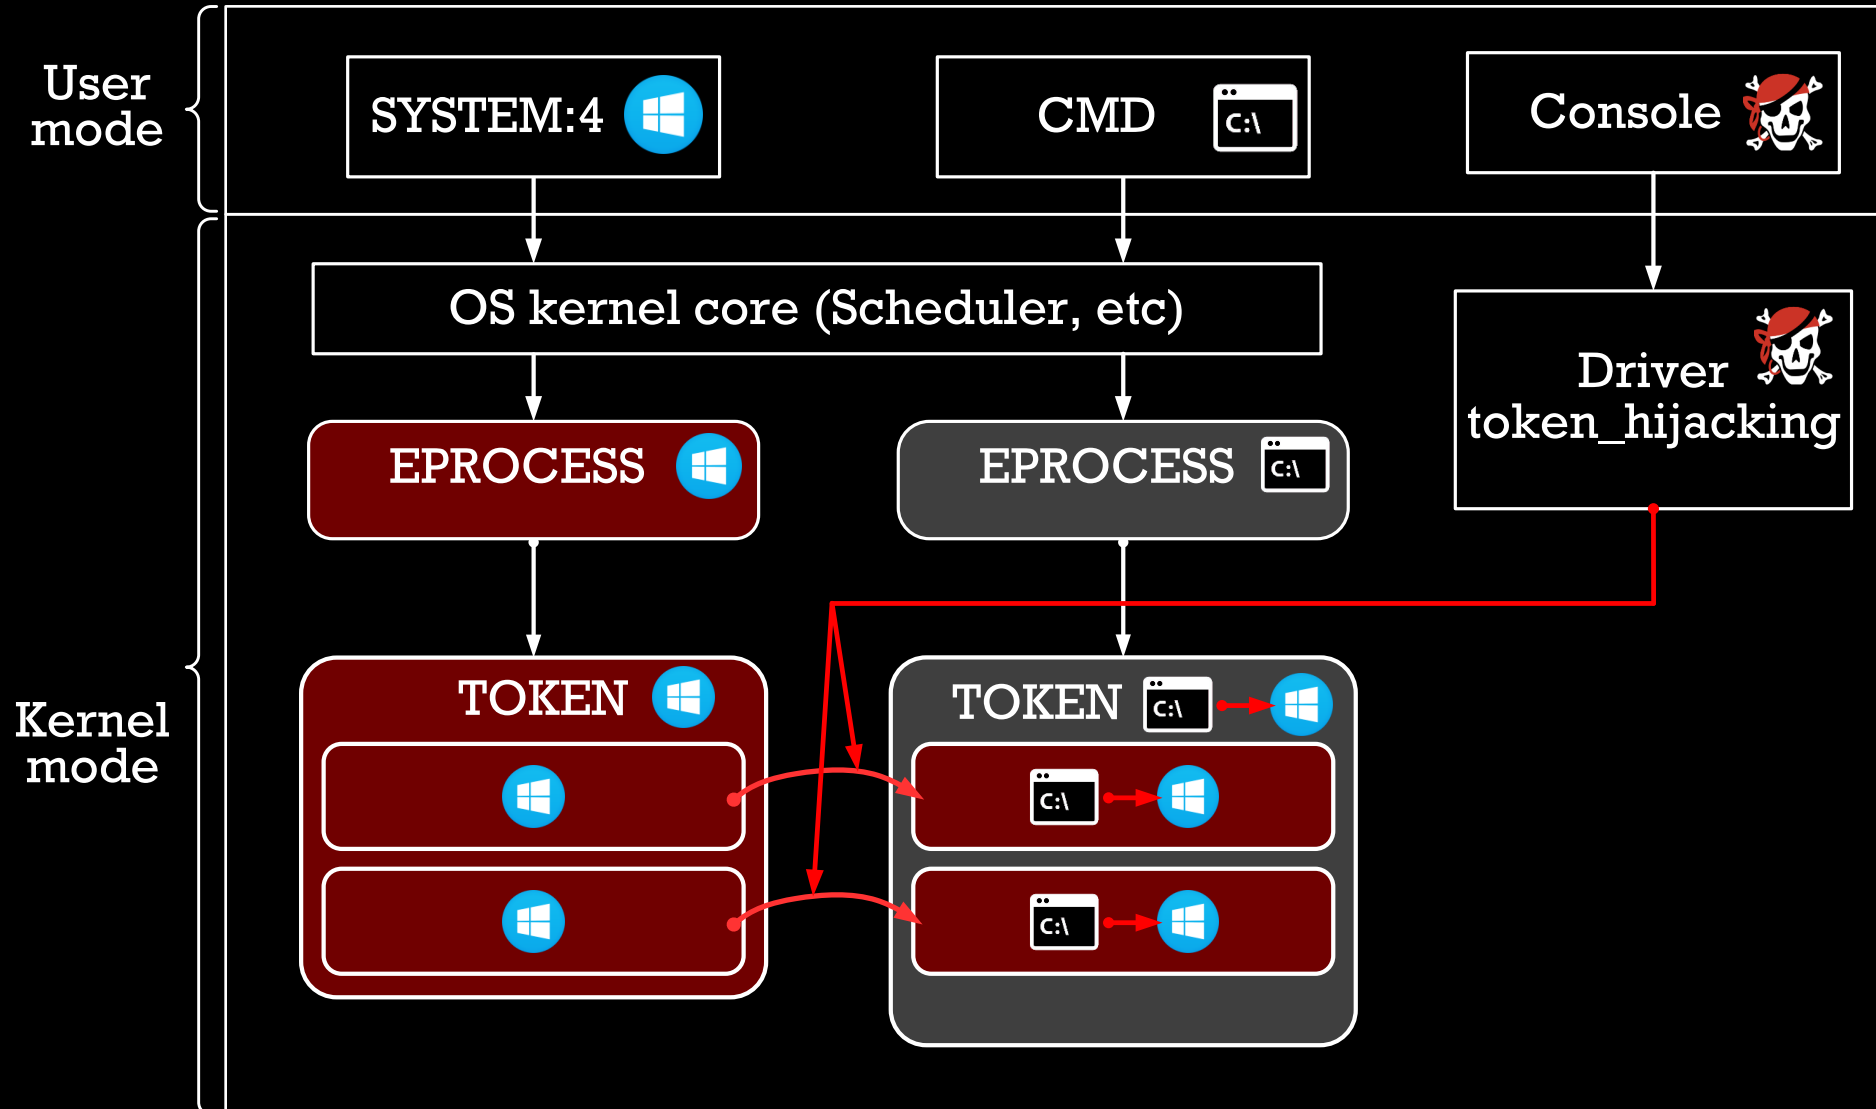 User
mode
SYSTEM:4
CMD
C:\
Console
OS kernel core (Scheduler, etc)
Driver
token_hijacking
EPROCESS
EPROCESS
C:\
Kernel
mode
TOKEN
TOKEN
C:\
C:\
C:\